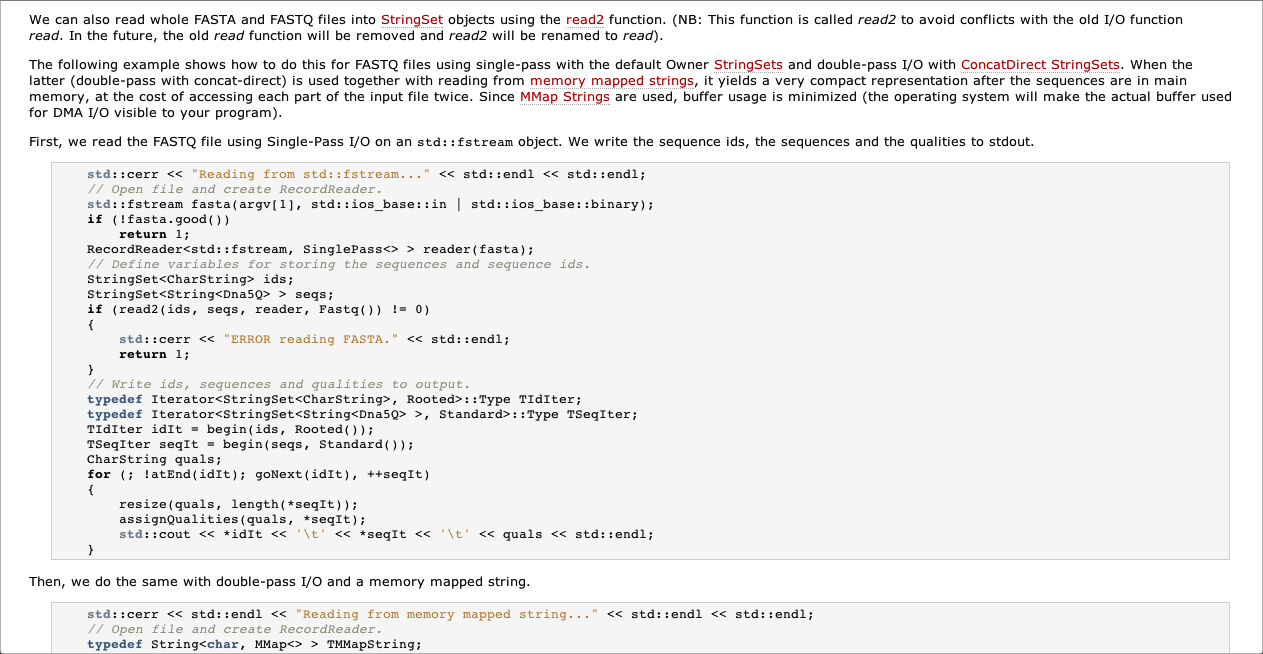 We can also read whole FASTA and FASTQ files into StringSet objects using the read2 function. (NB: This function is called read2 to avoid conflicts with the old I/O function
read. In the future, the old read function will be removed and read2 will be renamed to read).
The following example shows how to do this for FASTQ files using single-pass with the default Owner StringSets and double-pass I/O with ConcatDirect StringSets. When the
latter (double-pass with concat-direct) is used together with reading from memory mapped strings, it yields a very compact representation after the sequences are in main
memory, at the cost of accessing each part of the input file twice. Since MMap Strings are used, buffer usage is minimized (the operating system will make the actual buffer used
for DMA I/O visible to your program).
First, we read the FASTQ file using Single-Pass I/O on an std::fstream object. We write the sequence ids, the sequences and the qualities to stdout.
std::cerr << "Reading from std::fstream..." << std::endl << std::endl;
// Open file and create RecordReader.
std::fstream fasta(argv[1], std::ios_base::in | std::ios_base::binary);
if (!fasta.good())
    return 1;
RecordReader<std::fstream, SinglePass<> > reader(fasta);
// Define variables for storing the sequences and sequence ids.
StringSet<CharString> ids;
StringSet<String<Dna5Q> > seqs;
if (read2(ids, seqs, reader, Fastq()) != 0)
{
    std::cerr << "ERROR reading FASTA." << std::endl;
    return 1;
}
// Write ids, sequences and qualities to output.
typedef Iterator<StringSet<CharString>, Rooted>::Type TIdIter;
typedef Iterator<StringSet<String<Dna5Q> >, Standard>::Type TSeqIter;
TIdIter idIt = begin(ids, Rooted());
TSeqIter seqIt = begin(seqs, Standard());
CharString quals;
for (; !atEnd(idIt); goNext(idIt), ++seqIt)
{
    resize(quals, length(*seqIt));
    assignQualities(quals, *seqIt);
    std::cout << *idIt << '\t' << *seqIt << '\t' << quals << std::endl;
}
Then, we do the same with double-pass I/O and a memory mapped string.
std::cerr << std::endl << "Reading from memory mapped string..." << std::endl << std::endl;
// Open file and create RecordReader.
typedef String<char, MMap<> > TMMapString;